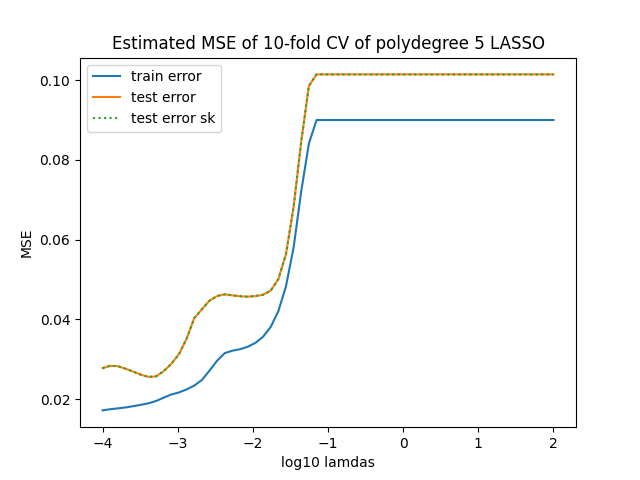 Estimated MSE of 10-fold CV of polydegree 5 LASSO
train error
test error
test error sk
MSE
0.10
0.08
0.06
0.04
0.02
−4 −3 −2 −1 0 1 2
log10 lamdas